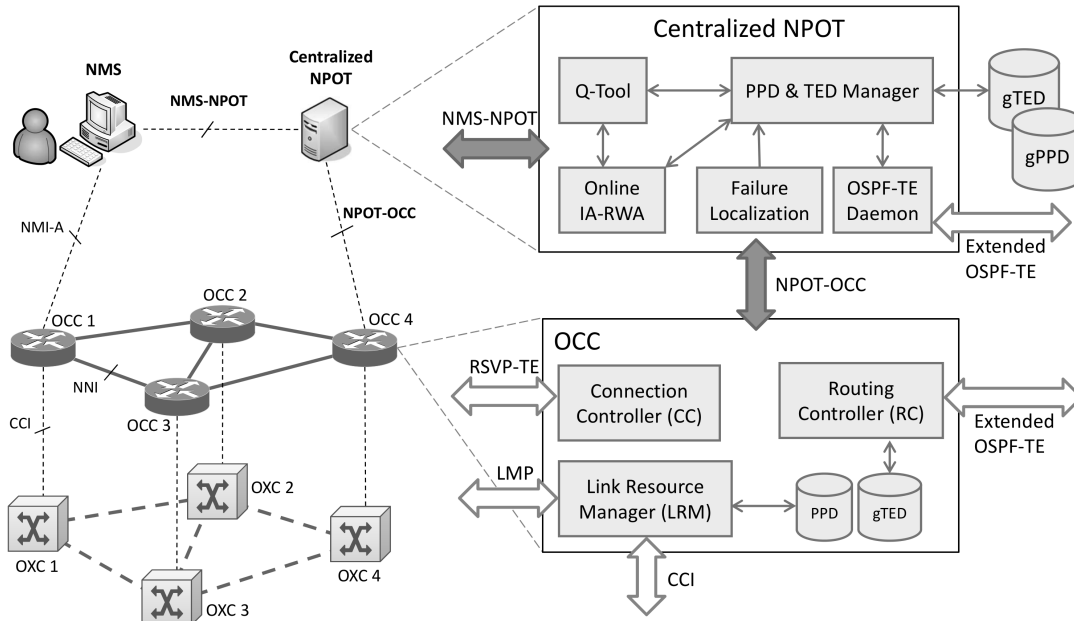 NMS
Centralized
NPOT
NMS-NPOT
NMI-A
NPOT-OCC
OCC 1
OCC 2
OCC 3
OCC 4
NNI
CCI
OXC 1
OXC 2
OXC 3
OXC 4
Centralized NPOT
Q-Tool
PPD & TED Manager
gTED
gPPD
NMS-NPOT
Online
IA-RWA
Failure
Localization
OSPF-TE
Daemon
Extended
OSPF-TE
NPOT-OCC
OCC
RSVP-TE
Connection
Controller (CC)
Routing
Controller (RC)
Extended
OSPF-TE
LMP
Link Resource
Manager (LRM)
PPD
gTED
CCI